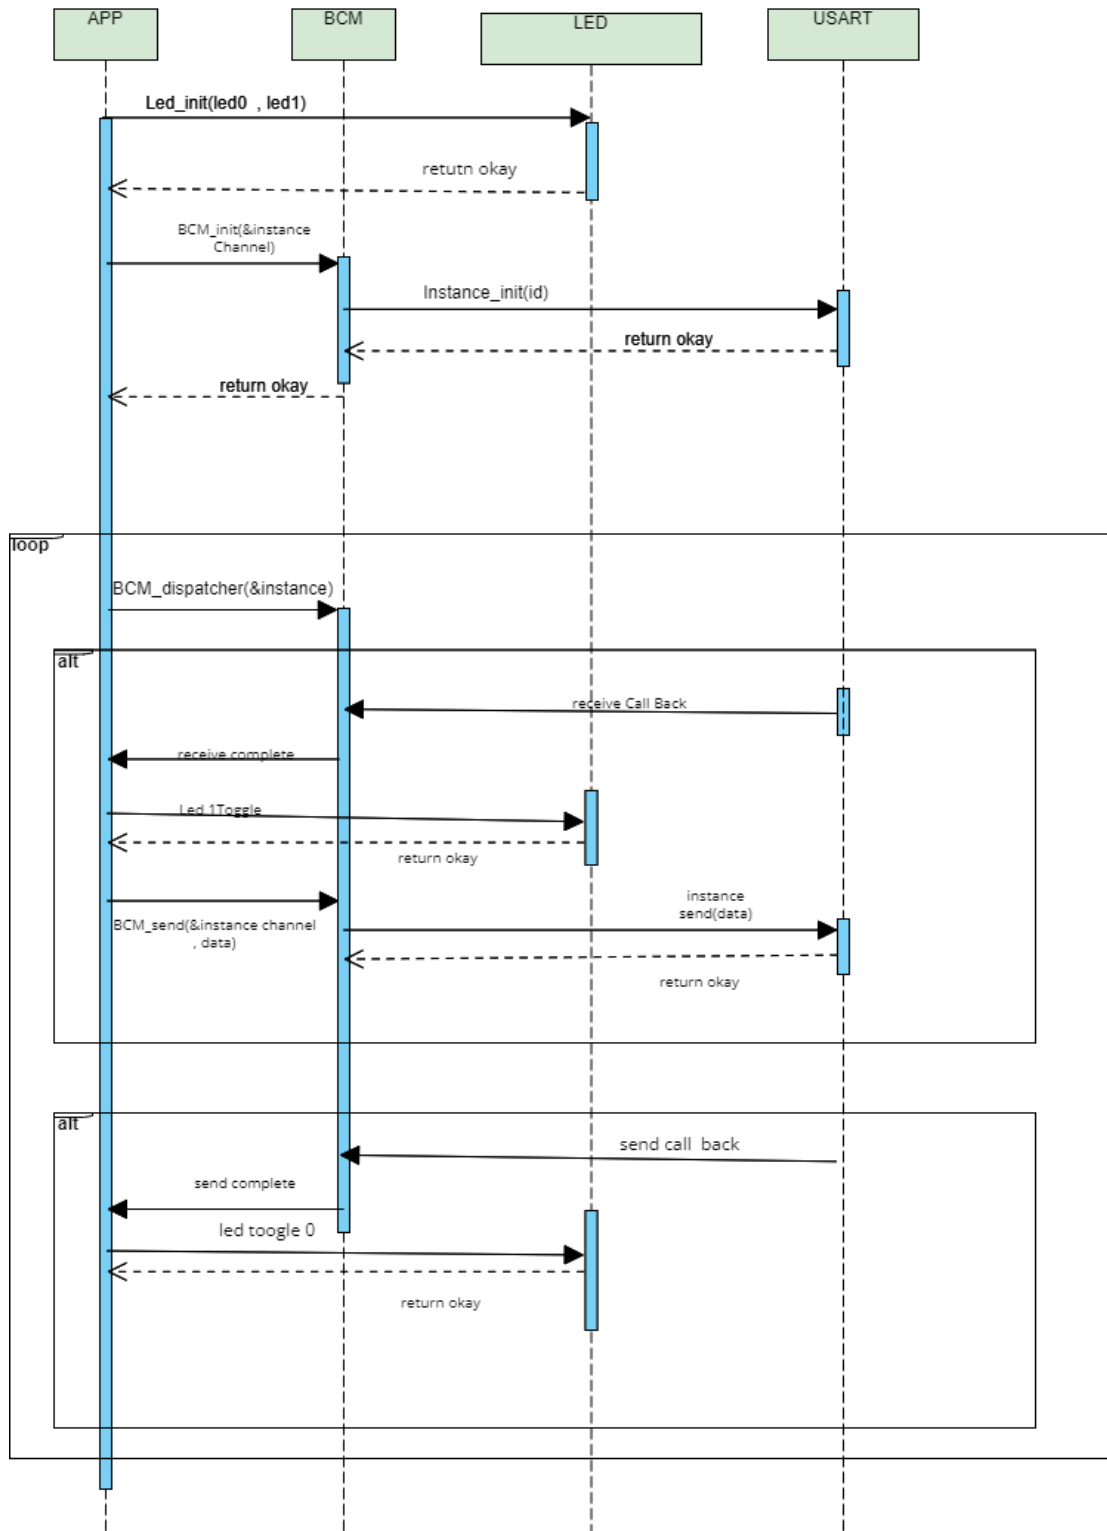 APP
BCM
LED
USART
Led_init(led0 , led1)
retutn okay
BCM_init(&instance
Channel)
Instance_init(id)
return okay
return okay
loop
BCM_dispatcher(&instance)
alt
receive Call Back
receive complete
Led 1Toggle
return okay
instance
send(data)
BCM_send(&instance channel
, data)
return okay
alt
send call back
send complete
led toogle 0
return okay